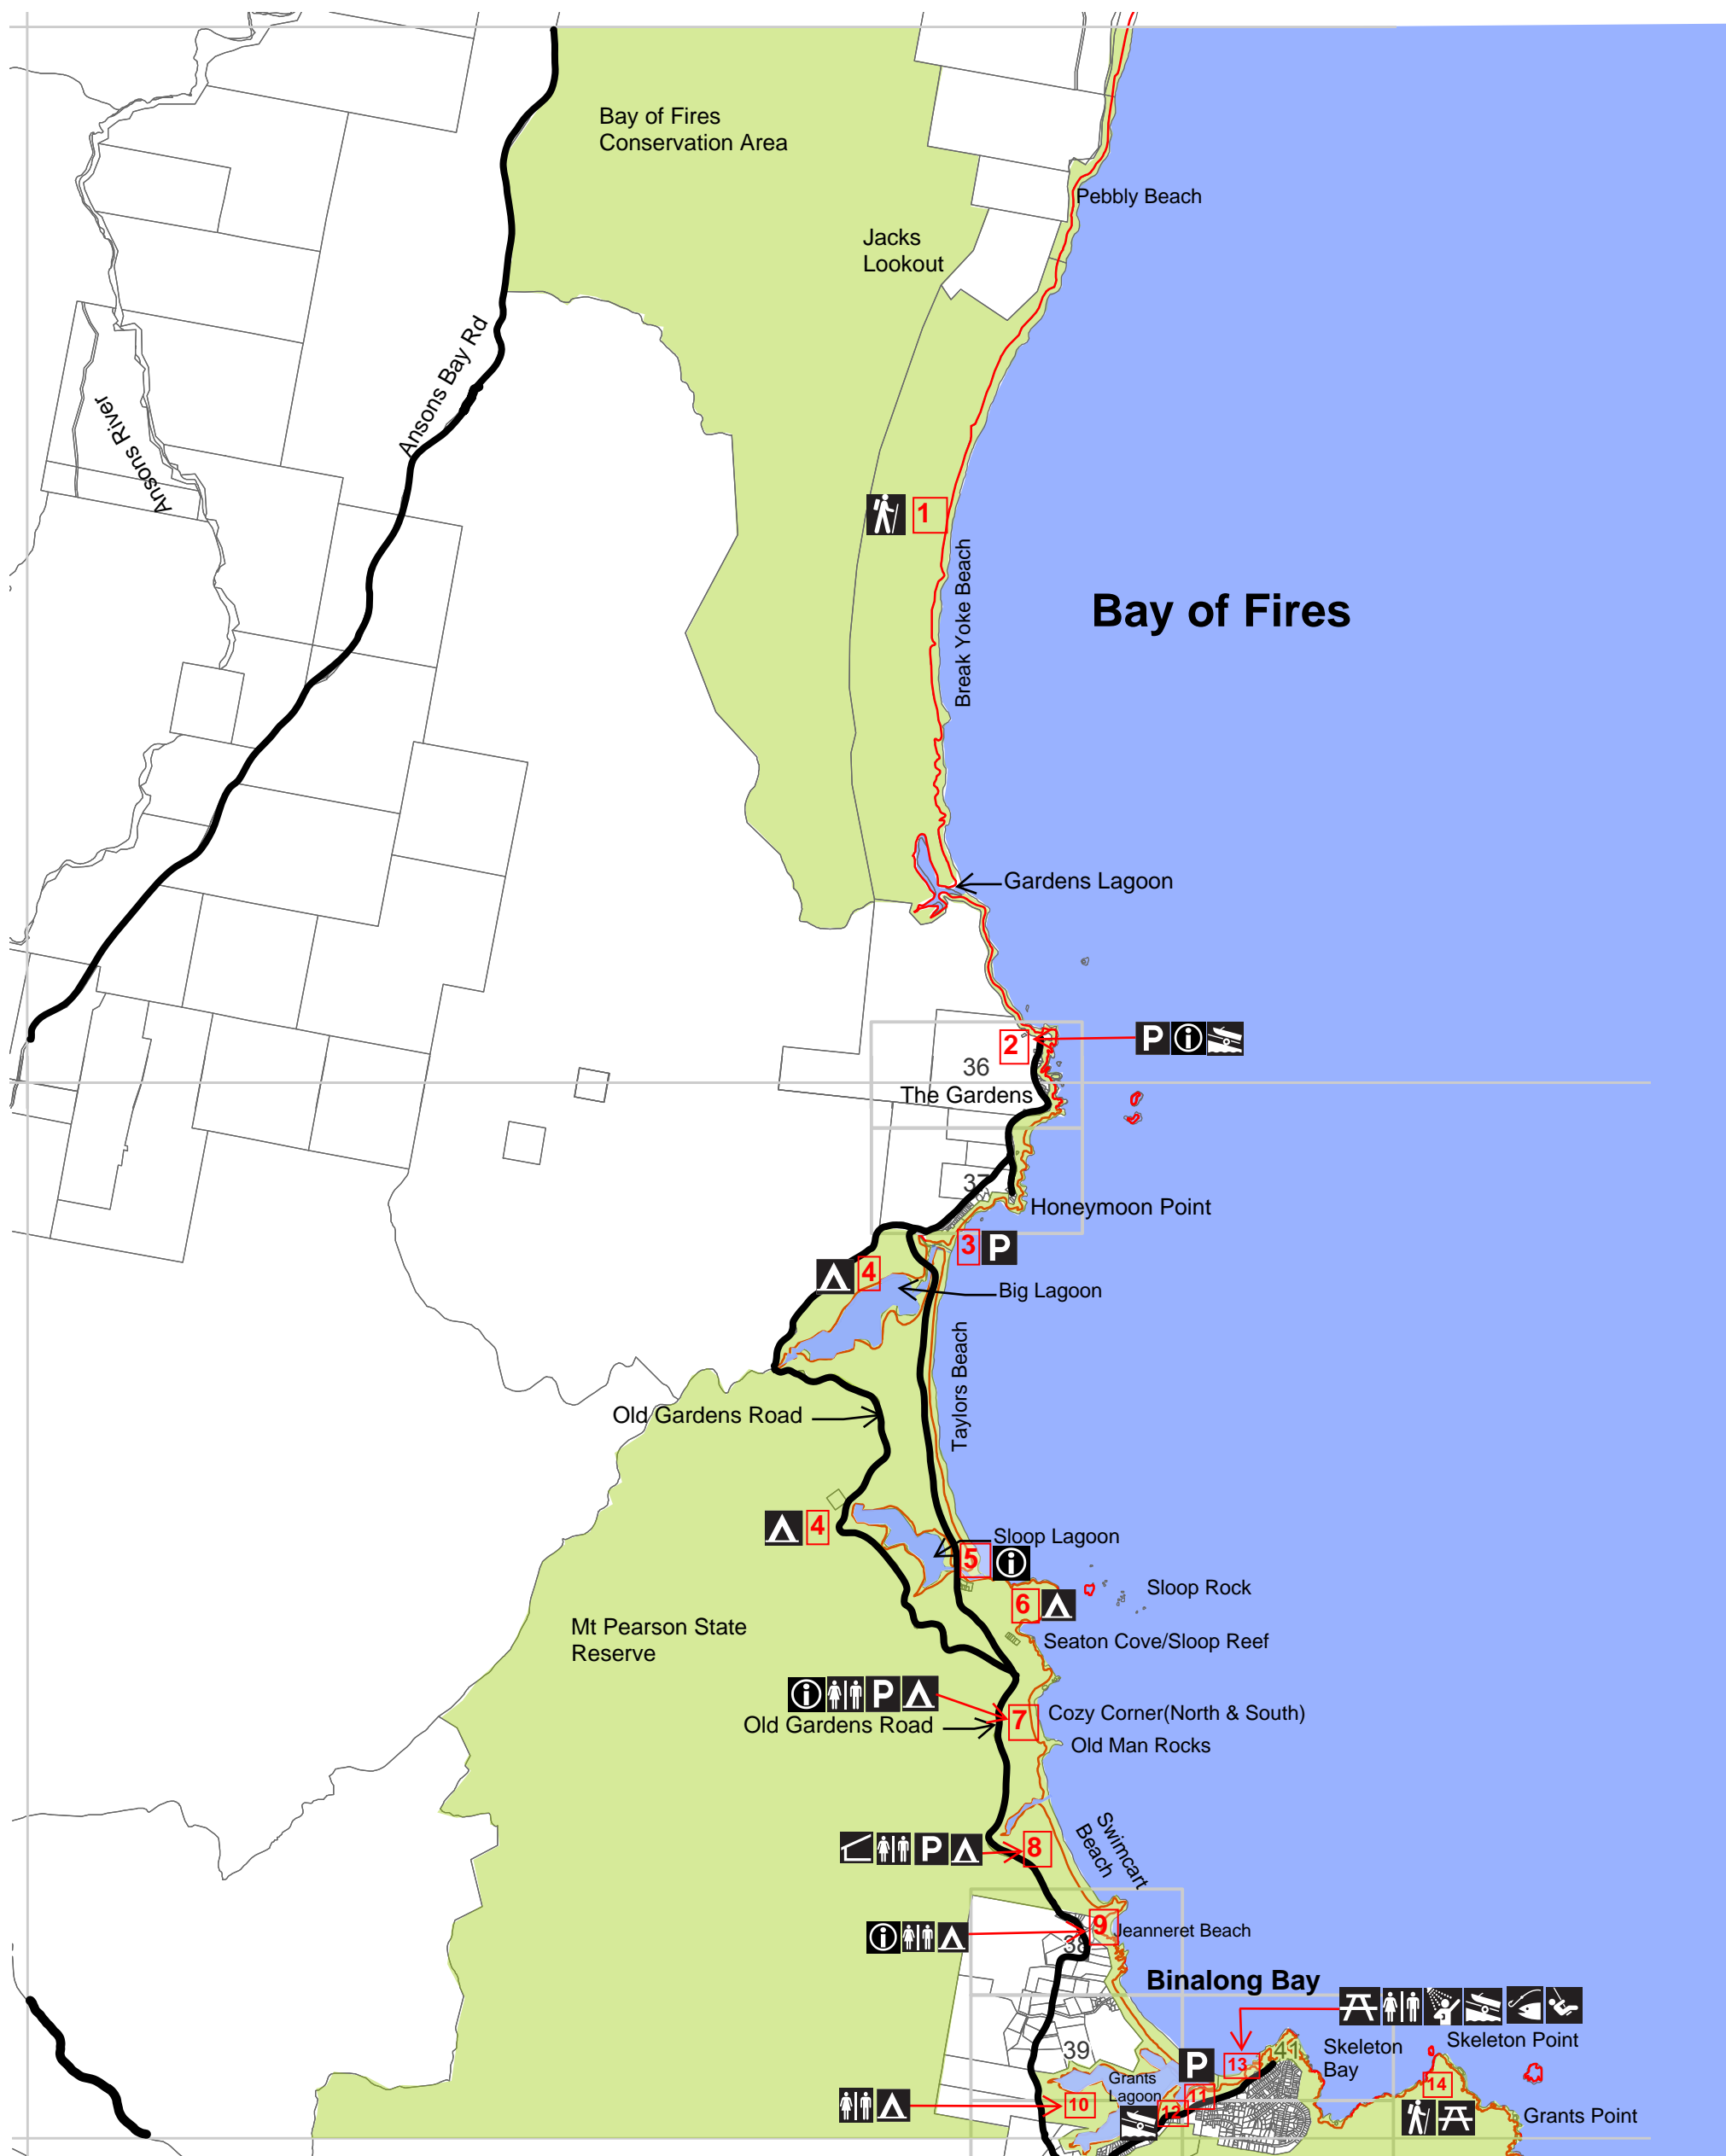 Bay of Fires
Conservation Area
Pebbly Beach
Jacks
Lookout
Ansons Bay Rd
Ansons River
1
Break Yoke Beach
Bay of Fires
Gardens Lagoon
2
P
i
36
The Gardens
37
Honeymoon Point
3
P
4
Big Lagoon
Taylors Beach
Old Gardens Road
4
Sloop Lagoon
5
i
Sloop Rock
6
Mt Pearson State
Reserve
Seaton Cove/Sloop Reef
i
P
7
Cozy Corner(North & South)
Old Gardens Road
Old Man Rocks
Swimcart
Beach
P
8
9
i
Jeanneret Beach
38
Binalong Bay
Skeleton Point
39
41
Skeleton
Bay
P
13
Grants
Lagoon
14
10
11
12
Grants Point